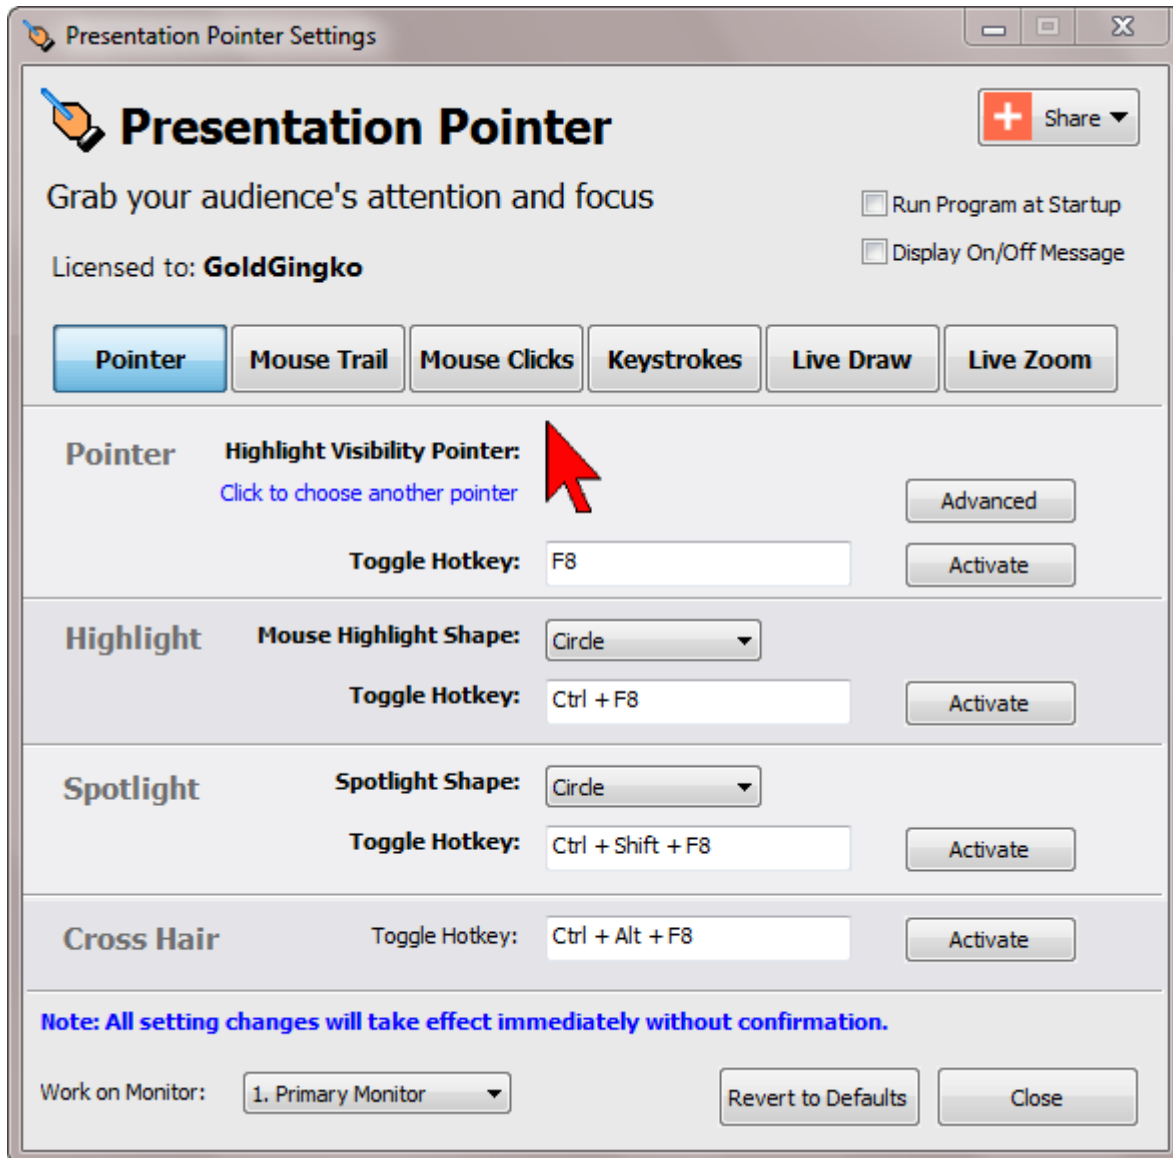 Presentation Pointer Settings
Presentation Pointer
Share
Grab your audience's attention and focus
Run Program at Startup
Display On/Off Message
Licensed to: GoldGingko
Pointer Mouse Trail Mouse Clicks Keystrokes Live Draw Live Zoom
Pointer Highlight Visibility Pointer:
Click to choose another pointer
Advanced
Toggle Hotkey: F8 Activate
Highlight Mouse Highlight Shape: Circle
Toggle Hotkey: Ctrl + F8 Activate
Spotlight Spotlight Shape: Circle
Toggle Hotkey: Ctrl + Shift + F8 Activate
Cross Hair Toggle Hotkey: Ctrl + Alt + F8 Activate
Note: All setting changes will take effect immediately without confirmation.
Work on Monitor: 1. Primary Monitor Revert to Defaults Close